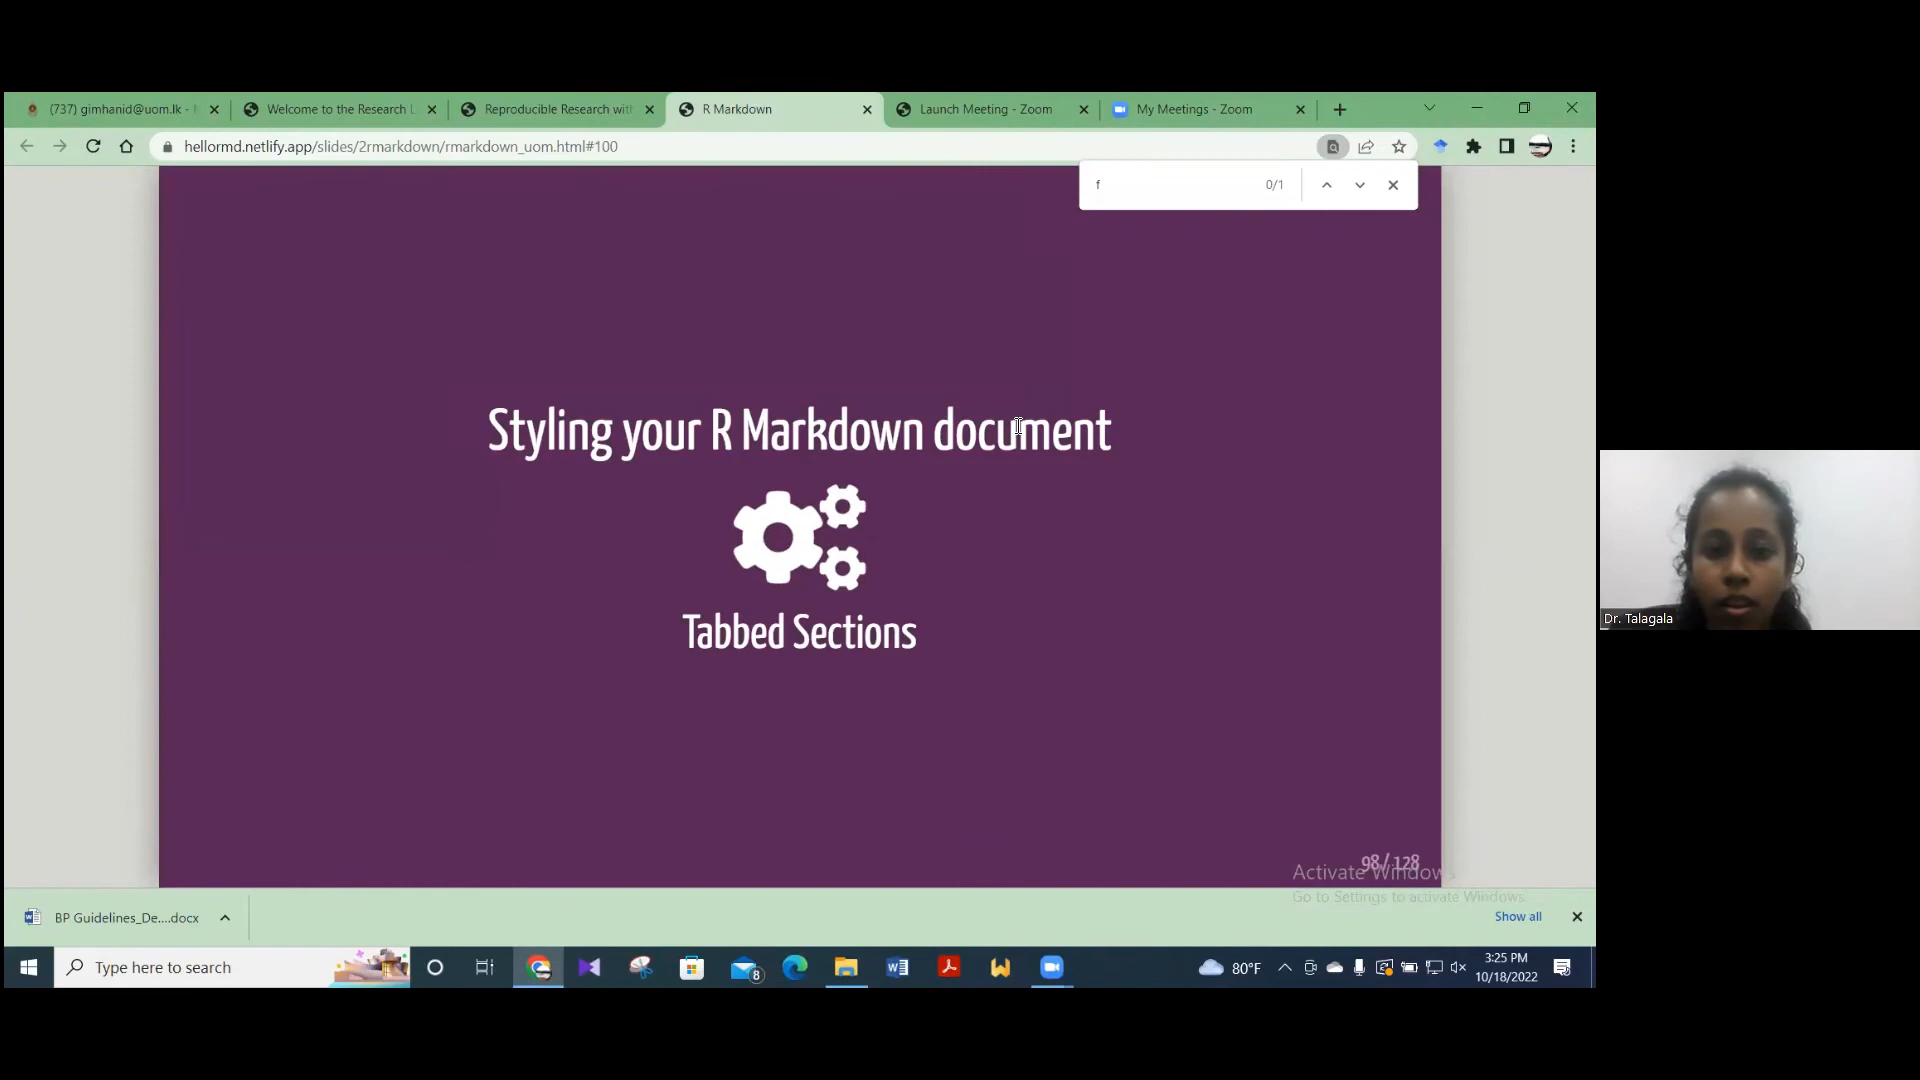 (737) gimhanid@uom.lk -
Welcome to the Research L
Reproducible Research with
R Markdown
Launch Meeting - Zoom
My Meetings - Zoom
hellormd.netlify.app/slides/2rmarkdown/rmarkdown_uom.html#100
f
0/1
Styling your R Markdown document
Tabbed Sections
98 / 128
Activate Windows
Go to Settings to activate Windows.
Dr. Talagala
BP Guidelines_De....docx
Show all
Type here to search
8
80°F
3:25 PM
10/18/2022